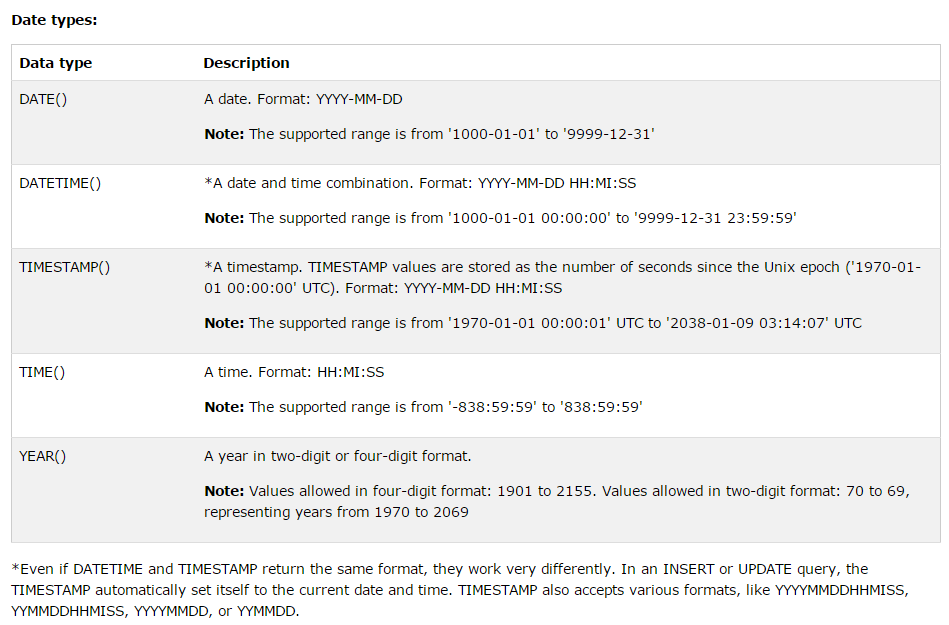 Date types:
Data type Description
DATE() A date. Format: YYYY-MM-DD
Note: The supported range is from '1000-01-01' to '9999-12-31'
DATETIME() *A date and time combination. Format: YYYY-MM-DD HH:MI:SS
Note: The supported range is from '1000-01-01 00:00:00' to '9999-12-31 23:59:59'
TIMESTAMP() *A timestamp. TIMESTAMP values are stored as the number of seconds since the Unix epoch ('1970-01-
01 00:00:00' UTC). Format: YYYY-MM-DD HH:MI:SS
Note: The supported range is from '1970-01-01 00:00:01' UTC to '2038-01-09 03:14:07' UTC
TIME() A time. Format: HH:MI:SS
Note: The supported range is from '-838:59:59' to '838:59:59'
YEAR() A year in two-digit or four-digit format.
Note: Values allowed in four-digit format: 1901 to 2155. Values allowed in two-digit format: 70 to 69,
representing years from 1970 to 2069
*Even if DATETIME and TIMESTAMP return the same format, they work very differently. In an INSERT or UPDATE query, the
TIMESTAMP automatically set itself to the current date and time. TIMESTAMP also accepts various formats, like YYYYMMDDHHMISS,
YYMMDDHHMISS, YYYYMMDD, or YYMMDD.